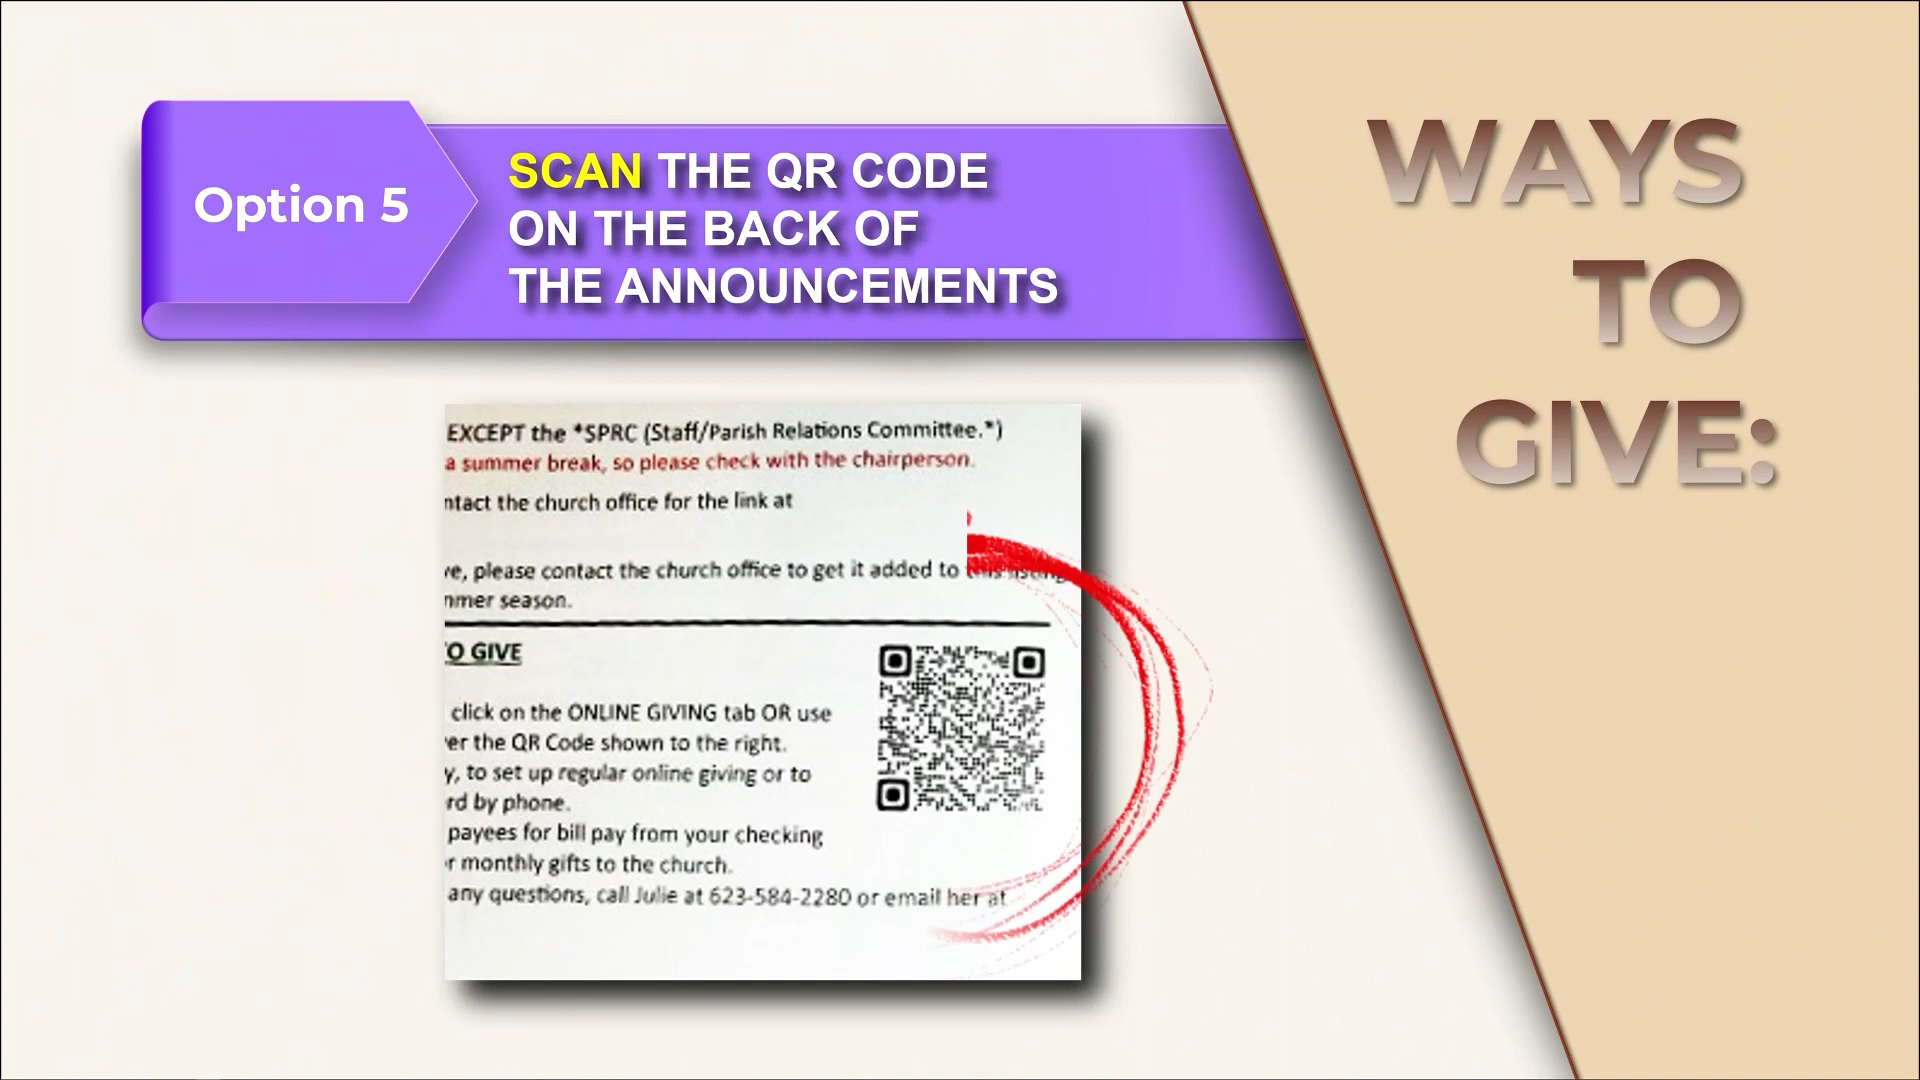 Option 5
SCAN THE QR CODE
ON THE BACK OF
THE ANNOUNCEMENTS
WAYS
TO
GIVE:
EXCEPT the *SPRC (Staff/Parish Relations Committee.*)
a summer break, so please check with the chairperson.
ntact the church office for the link at
ve, please contact the church office to get it added to this listing
mmer season.
TO GIVE
click on the ONLINE GIVING tab OR use
ver the QR Code shown to the right.
y, to set up regular online giving or to
rd by phone.
payees for bill pay from your checking
or monthly gifts to the church.
any questions, call Julie at 623-584-2280 or email her at